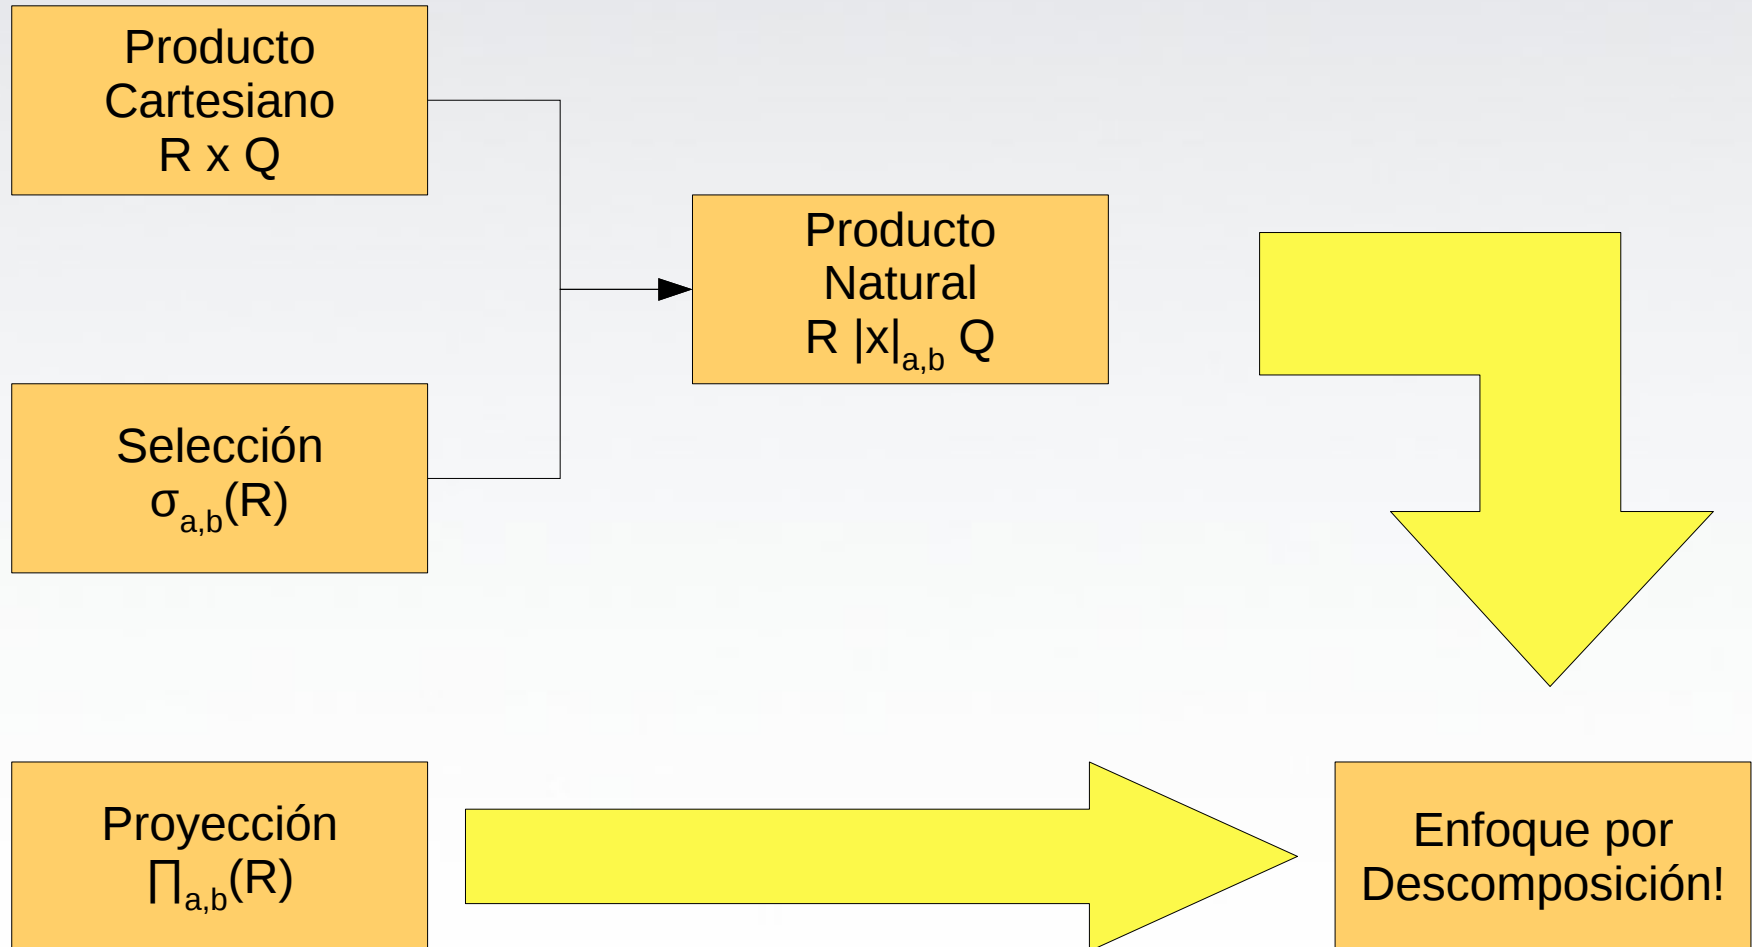 Producto
Cartesiano
R x Q
Producto
Natural
R |x|a,b Q
Selección
σa,b(R)
Proyección
∏a,b(R)
Enfoque por
Descomposición!